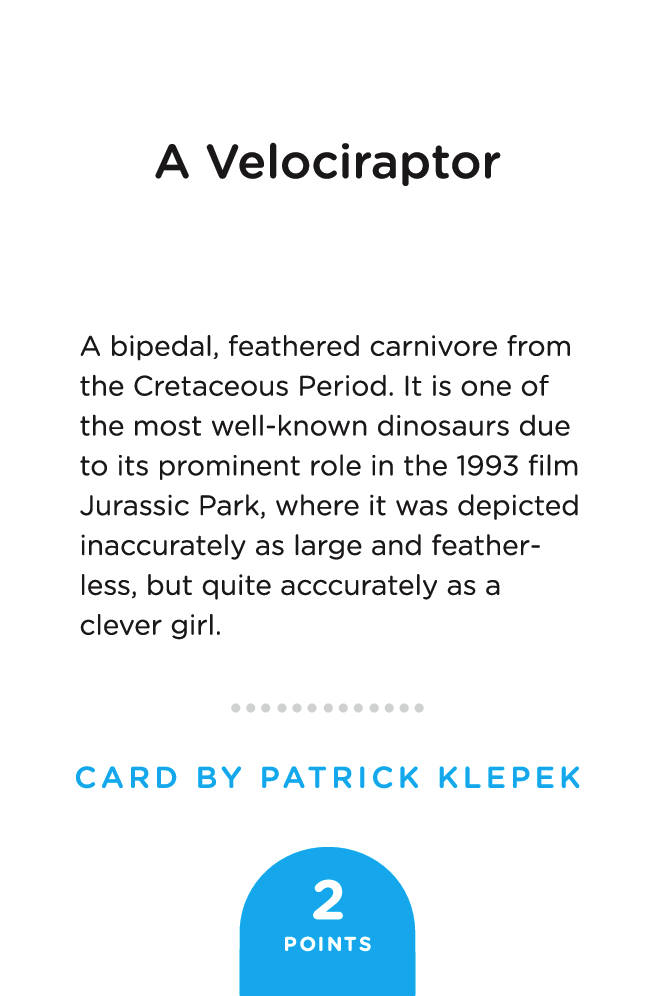 A Velociraptor
A bipedal, feathered carnivore from
the Cretaceous Period. It is one of
the most well-known dinosaurs due
to its prominent role in the 1993 film
Jurassic Park, where it was depicted
inaccurately as large and feather-
less, but quite acccurately as a
clever girl.
CARD BY PATRICK KLEPEK
2
POINTS